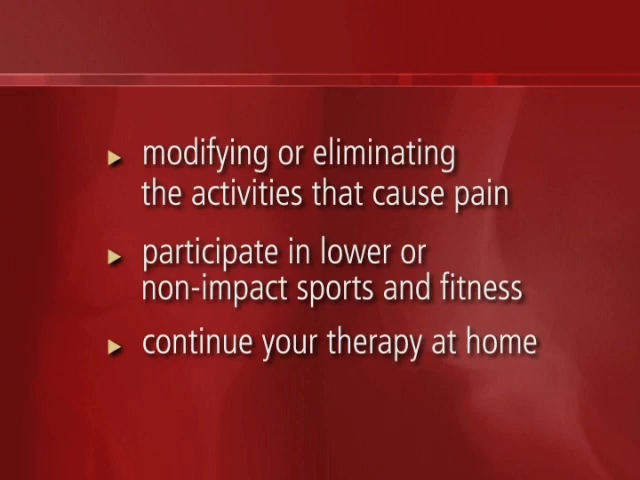 modifying or eliminating
the activities that cause pain
participate in lower or
non-impact sports and fitness
continue your therapy at home